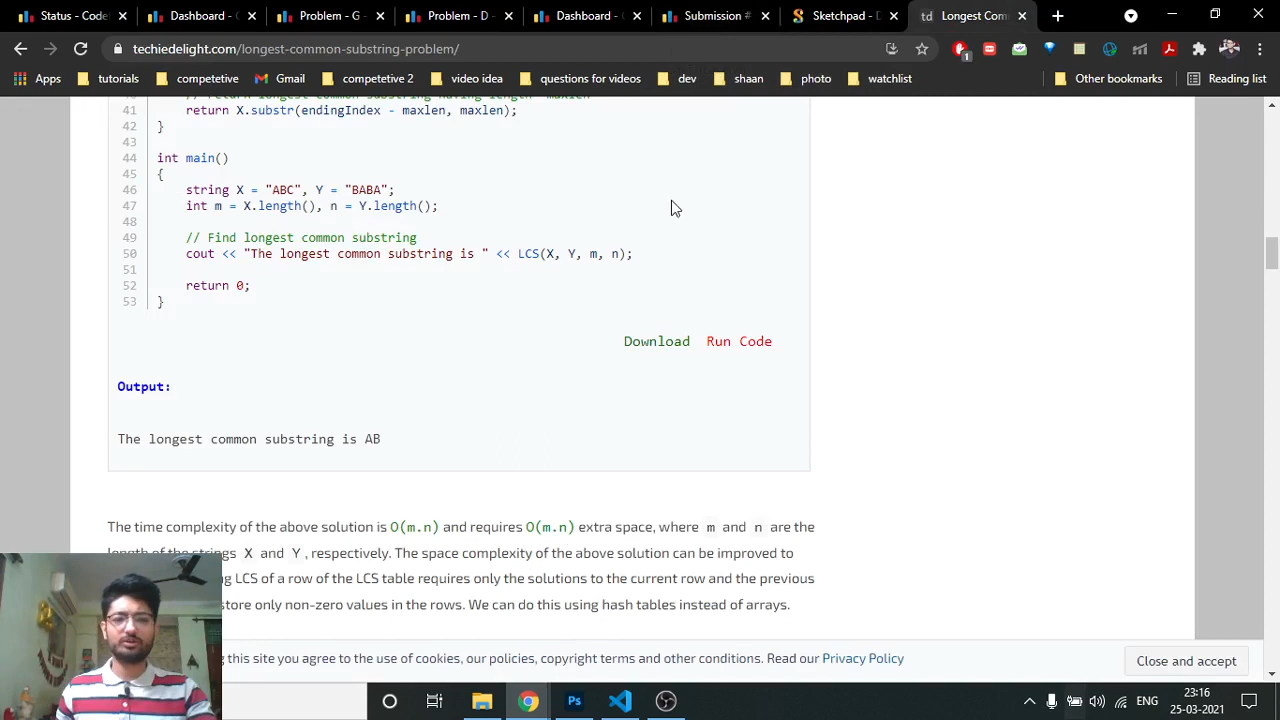 Status - Code
Dashboard - C
Problem - G -
Problem - D -
Dashboard - C
Submission #
Sketchpad - D
td Longest Com
techiedelight.com/longest-common-substring-problem/
1
Apps tutorials competetive Gmail competetive 2 video idea questions for videos dev shaan photo watchlist Other bookmarks Reading list
41 return X.substr(endingIndex - maxlen, maxlen);
42 }
43
44 int main()
45 {
46 string X = "ABC", Y = "BABA";
47 int m = X.length(), n = Y.length();
48
49 // Find longest common substring
50 cout << "The longest common substring is " << LCS(X, Y, m, n);
51
52 return 0;
53 }
Download Run Code
Output:
The longest common substring is AB
The time complexity of the above solution is O(m.n) and requires O(m.n) extra space, where m and n are the
length of the strings X and Y, respectively. The space complexity of the above solution can be improved to
LCS of a row of the LCS table requires only the solutions to the current row and the previous
store only non-zero values in the rows. We can do this using hash tables instead of arrays.
this site you agree to the use of cookies, our policies, copyright terms and other conditions. Read our Privacy Policy
Close and accept
ENG
23:16
25-03-2021